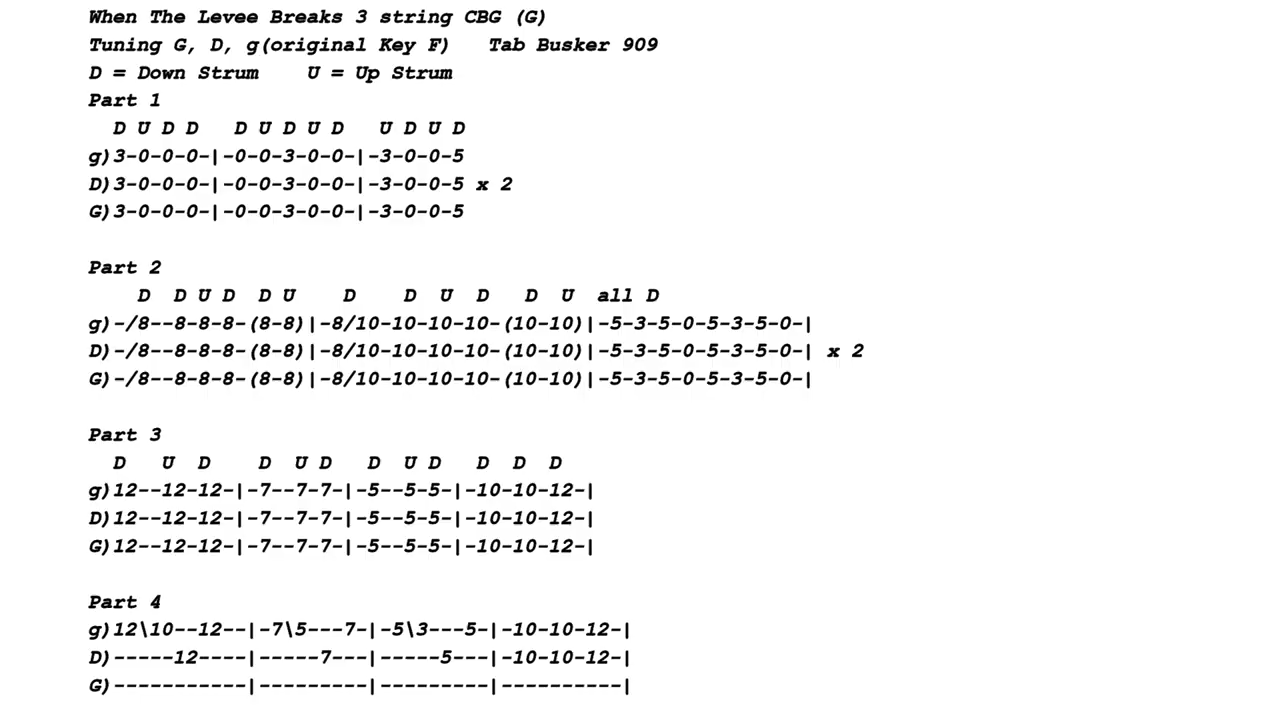 When The Levee Breaks 3 string CBG (G)
Tuning G, D, g(original Key F)   Tab Busker 909
D = Down Strum    U = Up Strum
Part 1
  D U D D   D U D U D   U D U D
g)3-0-0-0-|-0-0-3-0-0-|-3-0-0-5
D)3-0-0-0-|-0-0-3-0-0-|-3-0-0-5 x 2
G)3-0-0-0-|-0-0-3-0-0-|-3-0-0-5
Part 2
    D  D U D  D U    D    D  U  D   D  U  all D
g)-/8--8-8-8-(8-8)|-8/10-10-10-10-(10-10)|-5-3-5-0-5-3-5-0-|
D)-/8--8-8-8-(8-8)|-8/10-10-10-10-(10-10)|-5-3-5-0-5-3-5-0-| x 2
G)-/8--8-8-8-(8-8)|-8/10-10-10-10-(10-10)|-5-3-5-0-5-3-5-0-|
Part 3
  D   U  D    D  U D   D  U D   D  D  D
g)12--12-12-|-7--7-7-|-5--5-5-|-10-10-12-|
D)12--12-12-|-7--7-7-|-5--5-5-|-10-10-12-|
G)12--12-12-|-7--7-7-|-5--5-5-|-10-10-12-|
Part 4
g)12\10--12--|-7\5---7-|-5\3---5-|-10-10-12-|
D)-----12----|-----7---|-----5---|-10-10-12-|
G)-----------|---------|---------|----------|